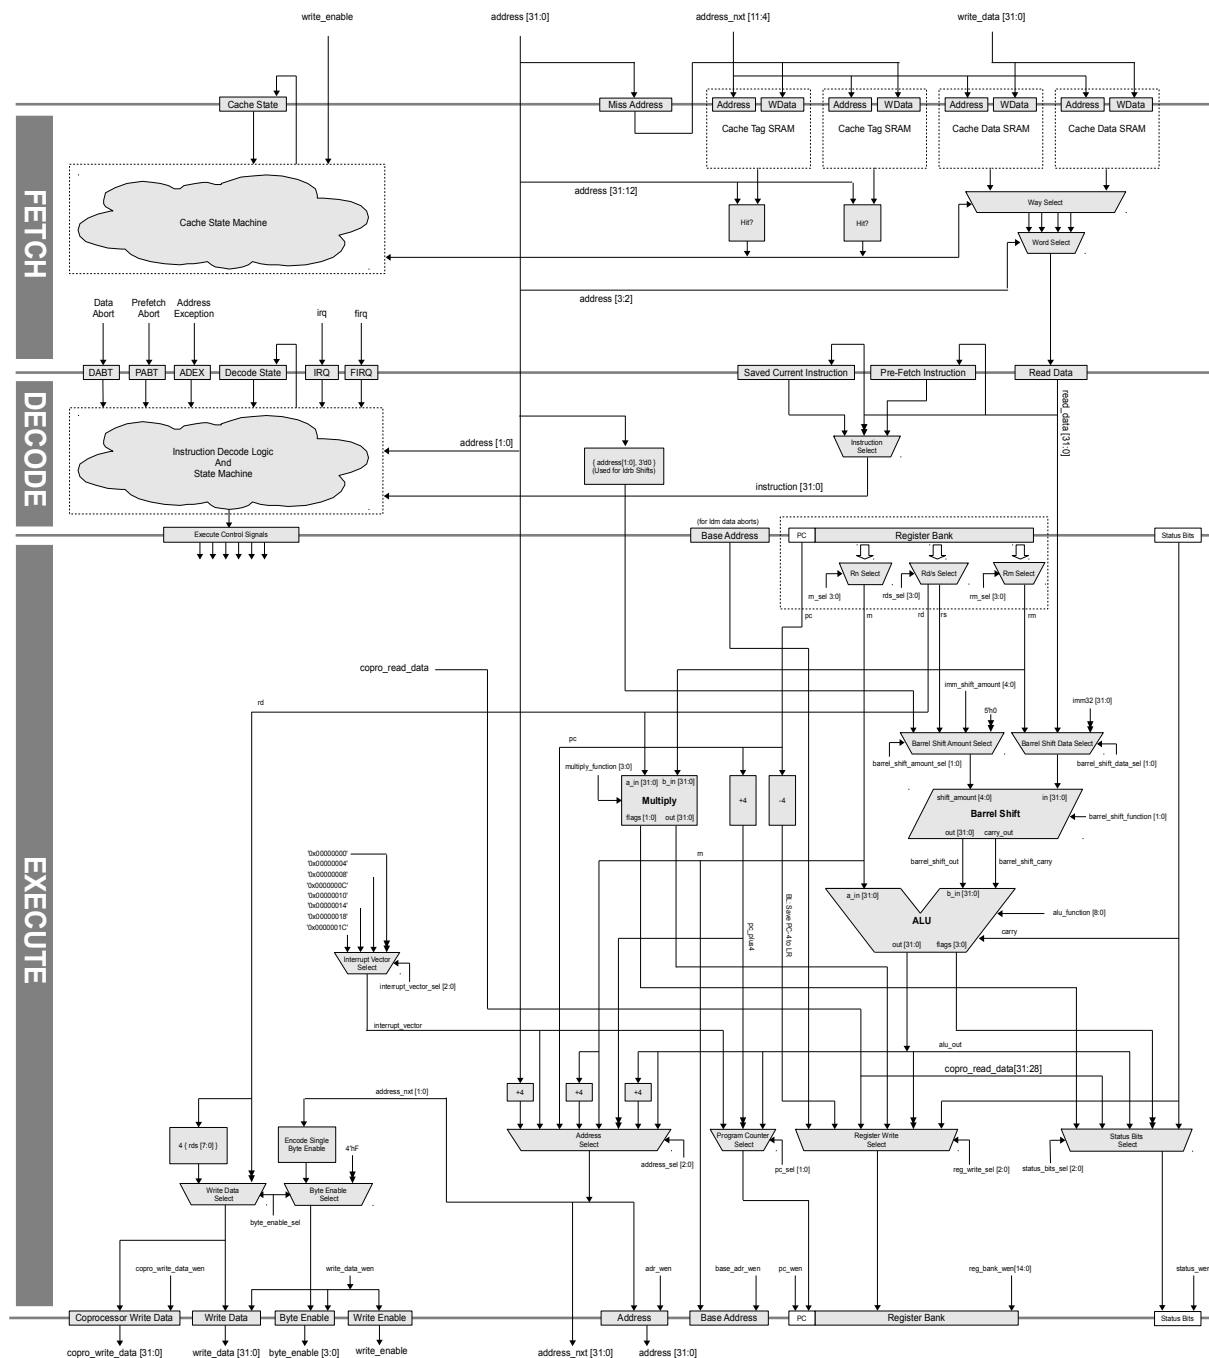 write_enable
address [31:0]
address_nxt [11:4]
write_data [31:0]
Cache State
Miss Address
Address
WData
Address
WData
Address
WData
Address
WData
Cache Tag SRAM
Cache Tag SRAM
Cache Data SRAM
Cache Data SRAM
FETCH
address [31:12]
Way Select
Cache State Machine
Hit?
Hit?
Word Select
address [3:2]
Data
Abort
Prefetch
Abort
Address
Exception
irq
firq
DABT
PABT
ADEX
Decode State
IRQ
FIRQ
Saved Current Instruction
Pre-Fetch Instruction
Read Data
DECODE
read_data [31:0]
address [1:0]
Instruction Decode Logic
And
State Machine
{ address[1:0], 3'd0 }
(Used for ldrb Shifts)
Instruction
Select
instruction [31:0]
(for ldm data aborts)
Execute Control Signals
Base Address
PC
Register Bank
Status Bits
EXECUTE
Rn Select
Rd/s Select
Rm Select
rn_sel 3:0]
rds_sel [3:0]
rm_sel [3:0]
pc
rn
rd
rs
rm
copro_read_data
imm_shift_amount [4:0]
imm32 [31:0]
rd
5'h0
pc
Barrel Shift Amount Select
Barrel Shift Data Select
barrel_shift_amount_sel [1:0]
barrel_shift_data_sel [1:0]
multiply_function [3:0]
a_in [31:0]
b_in [31:0]
Multiply
flags [1:0]
out [31:0]
+4
-4
shift_amount [4:0]
in [31:0]
Barrel Shift
out [31:0]
carry_out
barrel_shift_function [1:0]
'0x00000000'
'0x00000004'
'0x00000008'
'0x0000000C'
'0x00000010'
'0x00000014'
'0x00000018'
'0x0000001C'
rn
barrel_shift_out
barrel_shift_carry
a_in [31:0]
b_in [31:0]
ALU
out [31:0]
flags [3:0]
alu_function [8:0]
carry
BL: Save PC-4 to LR
pc_plus4
Interrupt Vector
Select
interrupt_vector_sel [2:0]
interrupt_vector
alu_out
copro_read_data[31:28]
address_nxt [1:0]
+4
+4
+4
4 { rds [7:0] }
Encode Single
Byte Enable
4'hF
Address
Select
address_sel [2:0]
Program Counter
Select
pc_sel [1:0]
Register Write
Select
reg_write_sel [2:0]
Status Bits
Select
status_bits_sel [2:0]
Write Data
Select
Byte Enable
Select
byte_enable_sel
copro_write_data_wen
write_data_wen
adr_wen
base_adr_wen
pc_wen
reg_bank_wen[14:0]
status_wen
Coprocessor Write Data
Write Data
Byte Enable
Write Enable
Address
Base Address
PC
Register Bank
Status Bits
copro_write_data [31:0]
write_data [31:0]
byte_enable [3:0]
write_enable
address_nxt [31:0]
address [31:0]